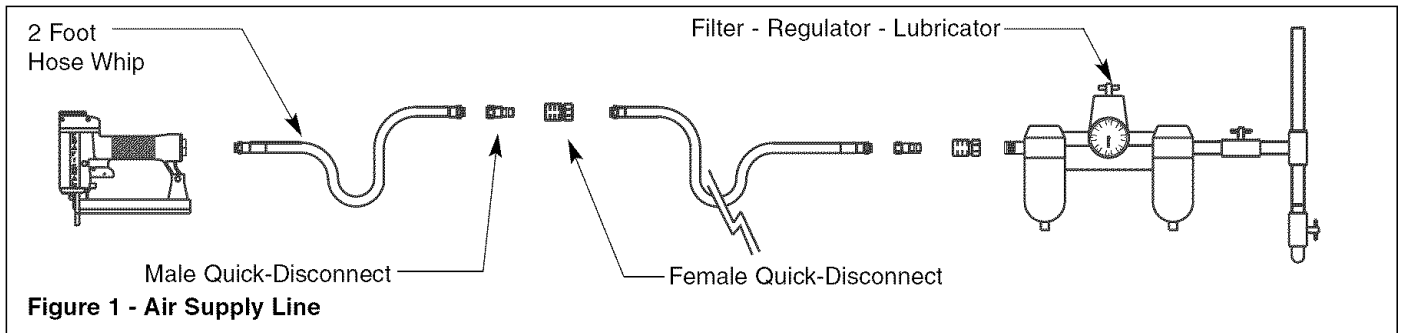 2 Foot
Hose Whip
Filter - Regulator - Lubricator
Male Quick-Disconnect
Female Quick-Disconnect
Figure 1 - Air Supply Line